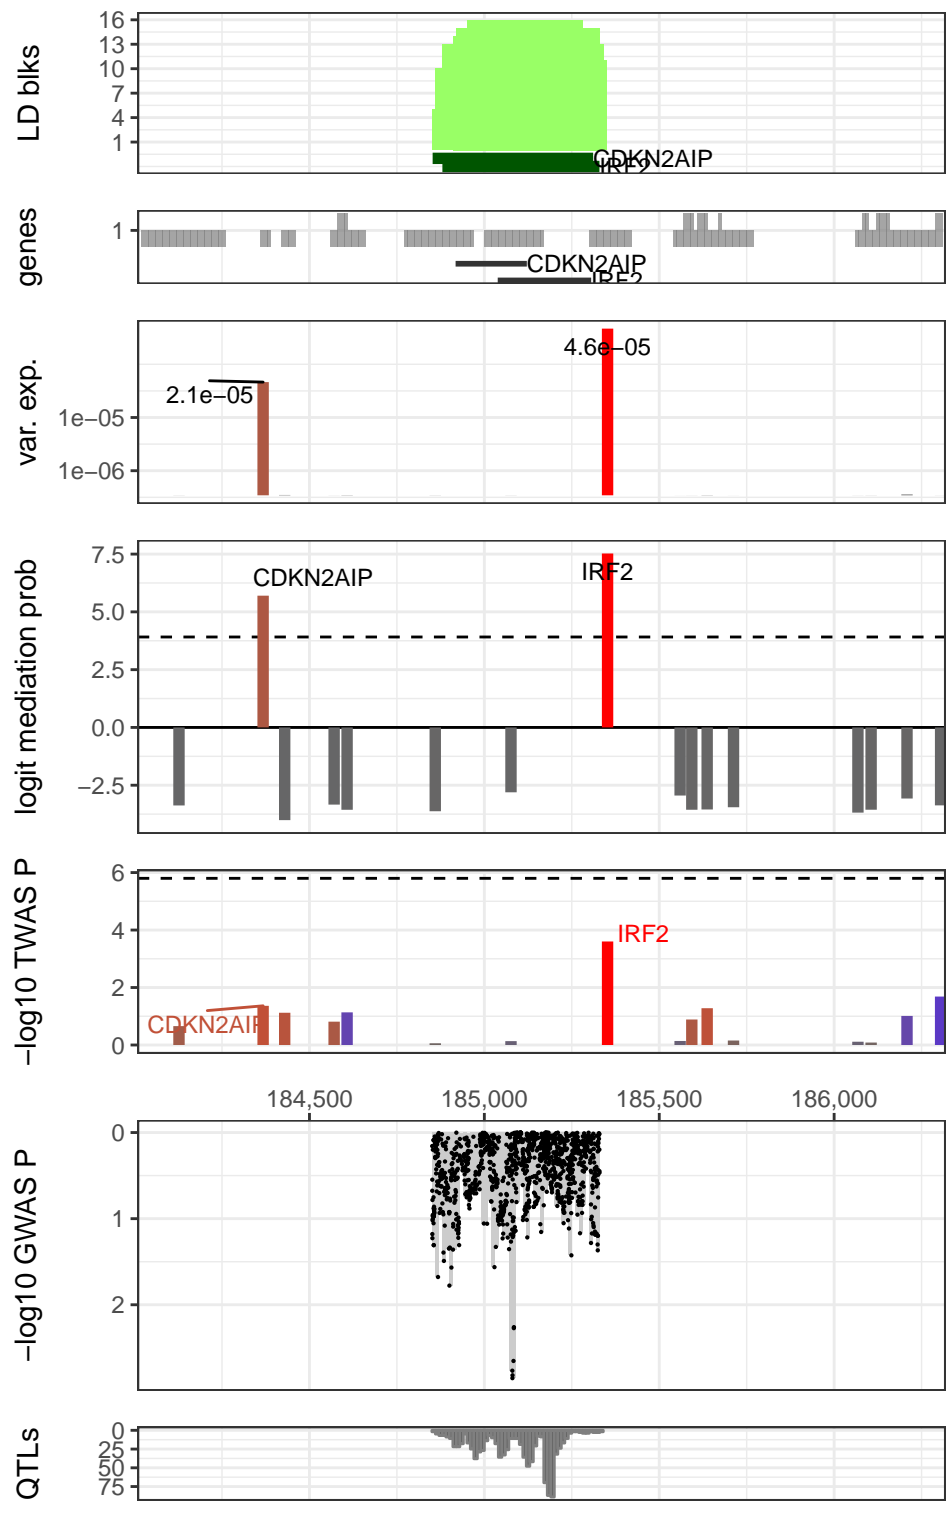 LD blks
16
13
10
7
4
1
CDKN2AIP
IRF2
genes
1
CDKN2AIP
IRF2
var. exp.
4.6e−05
2.1e−05
1e−05
1e−06
logit mediation prob
7.5
5.0
2.5
0.0
−2.5
CDKN2AIP
IRF2
−log10 TWAS P
6
4
2
0
IRF2
CDKN2AIP
184,500
185,000
185,500
186,000
−log10 GWAS P
0
1
2
QTLs
0
25
50
75